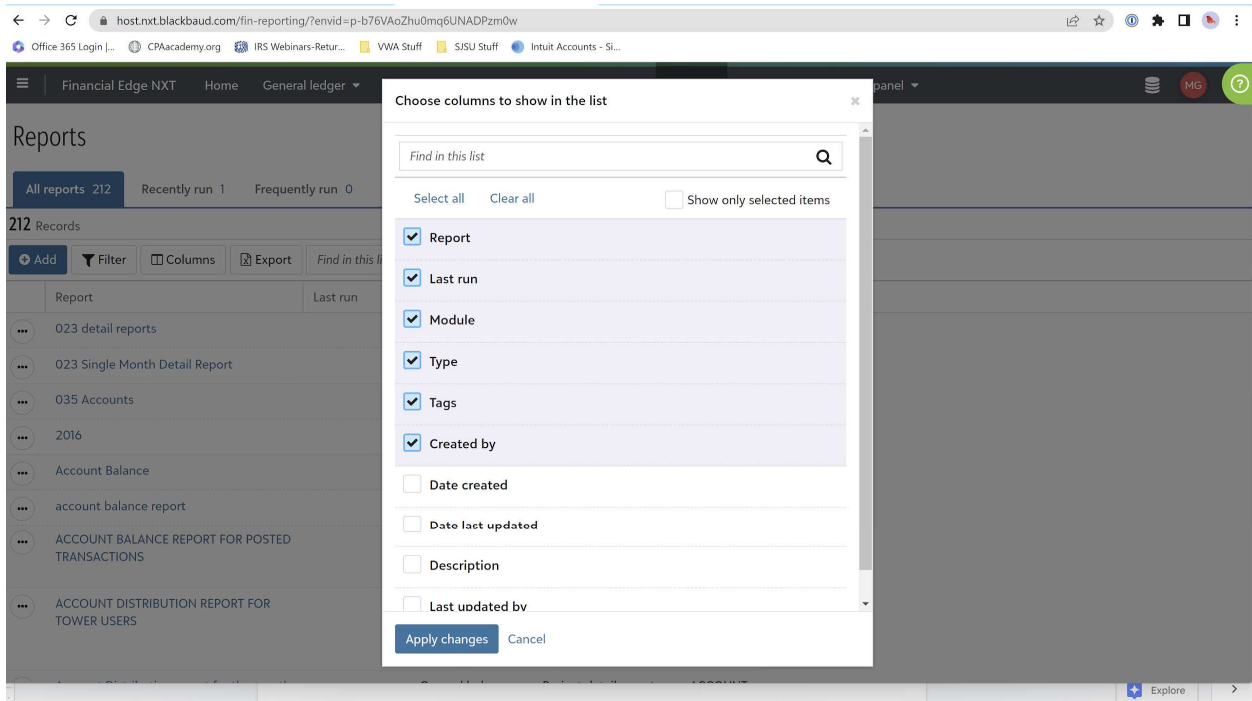 host.nxt.blackbaud.com/fin-reporting/?envid=p-b76VAoZhu0mq6UNADPzm0w
Office 365 Login |... CPAacademy.org IRS Webinars-Retur... VWA Stuff SJSU Stuff Intuit Accounts - Si...
Financial Edge NXT Home General ledger panel MG ?
Choose columns to show in the list
Reports
Find in this list
All reports 212 Recently run 1 Frequently run 0
Select all Clear all Show only selected items
212 Records
Report
Add Filter Columns Export Find in this li
Last run
Report Last run
Module
023 detail reports
023 Single Month Detail Report
Type
035 Accounts
Tags
2016
Created by
Account Balance
Date created
account balance report
Date last updated
ACCOUNT BALANCE REPORT FOR POSTED
TRANSACTIONS
Description
ACCOUNT DISTRIBUTION REPORT FOR
TOWER USERS
Last updated by
Apply changes Cancel
Explore